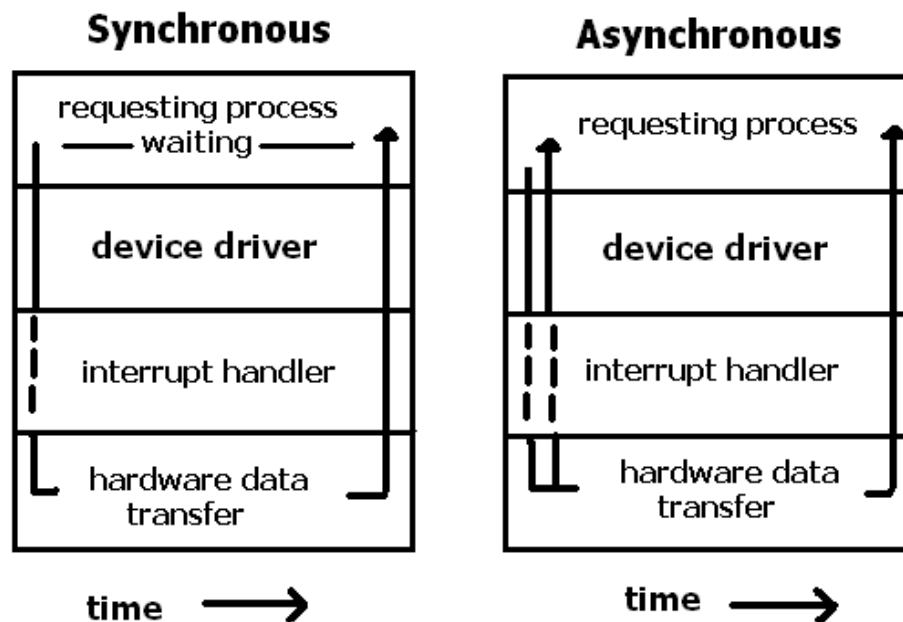 Synchronous
requesting process
waiting
device driver
interrupt handler
hardware data
transfer
time
Asynchronous
requesting process
device driver
interrupt handler
hardware data
transfer
time